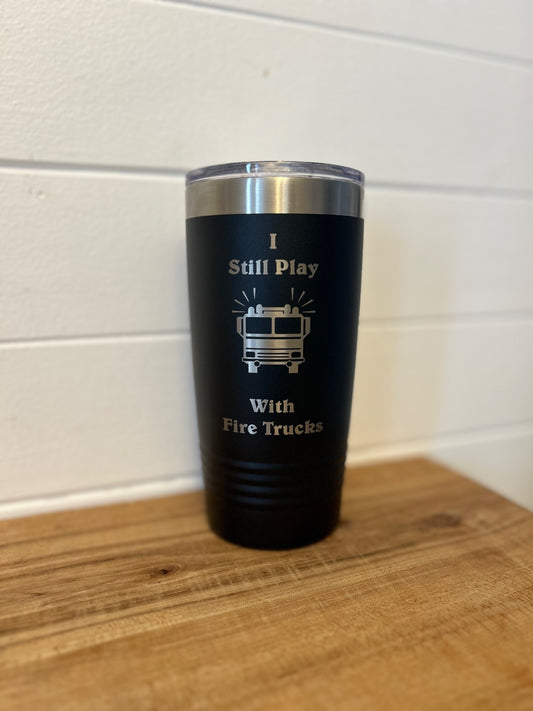 I
Still Play
With
Fire Trucks